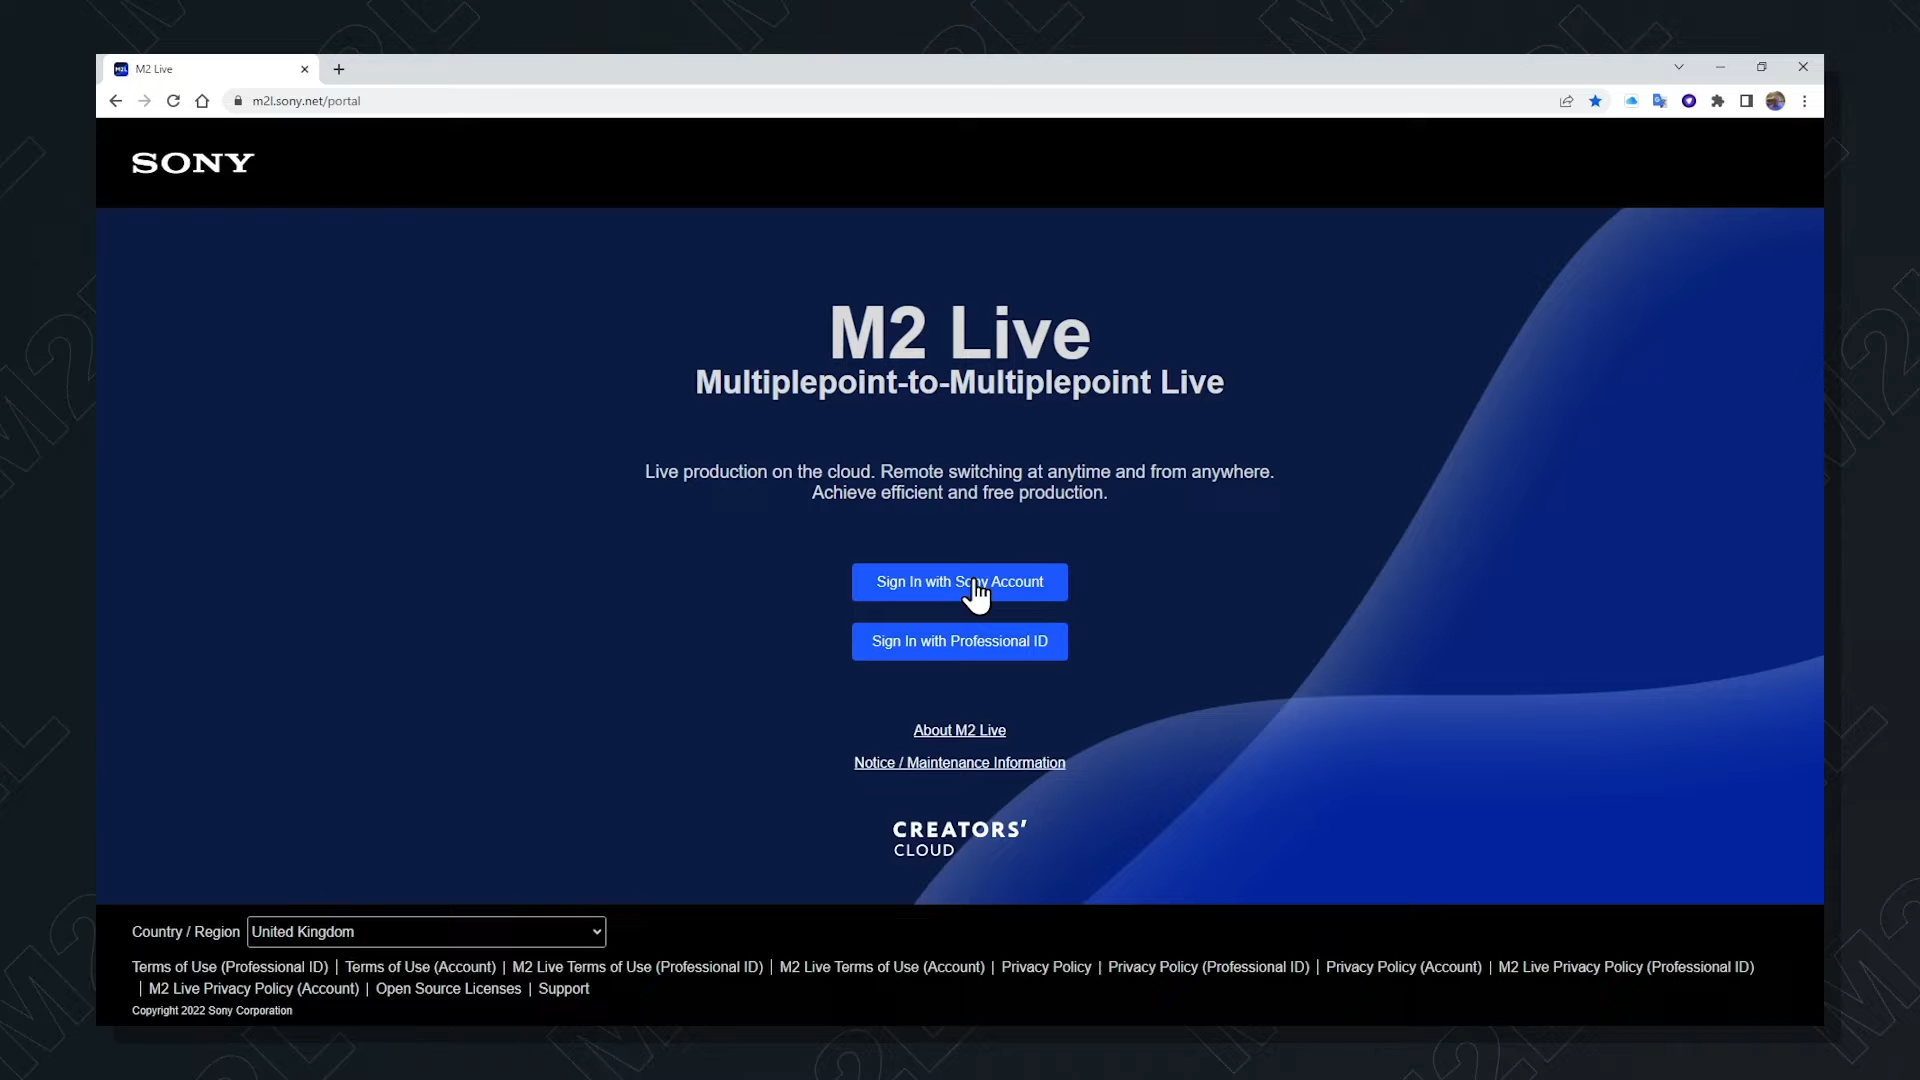 M2 Live
m2l.sony.net/portal
SONY
M2 Live
Multiplepoint-to-Multiplepoint Live
Live production on the cloud. Remote switching at anytime and from anywhere.
Achieve efficient and free production.
Sign In with Sony Account
Sign In with Professional ID
About M2 Live
Notice / Maintenance Information
CREATORS'
CLOUD
Country / Region United Kingdom
Terms of Use (Professional ID) | Terms of Use (Account) | M2 Live Terms of Use (Professional ID) | M2 Live Terms of Use (Account) | Privacy Policy | Privacy Policy (Professional ID) | Privacy Policy (Account) | M2 Live Privacy Policy (Professional ID)
| M2 Live Privacy Policy (Account) | Open Source Licenses | Support
Copyright 2022 Sony Corporation